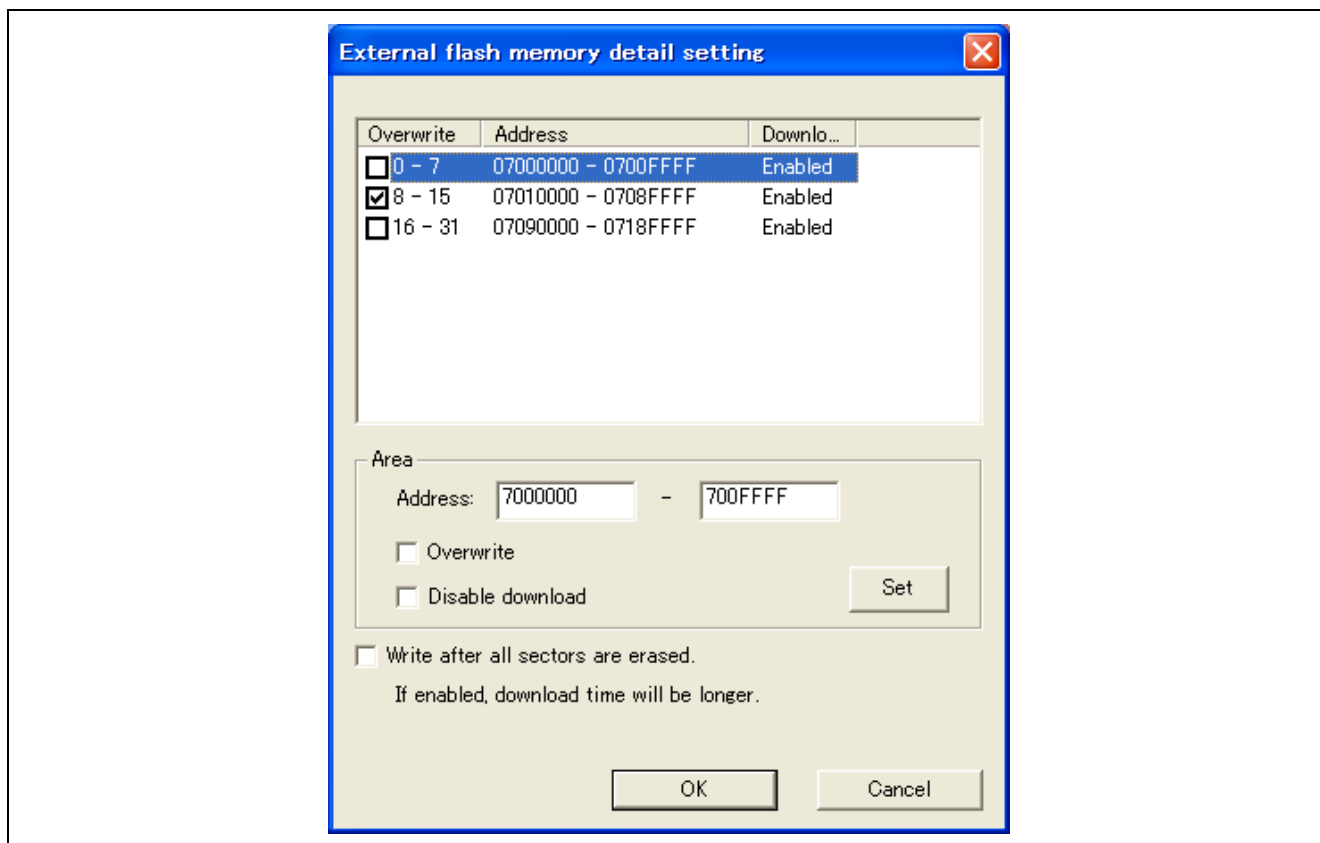 External flash memory detail setting
Overwrite Address Downlo...
0 - 7 07000000 - 0700FFFF Enabled
8 - 15 07010000 - 0708FFFF Enabled
16 - 31 07090000 - 0718FFFF Enabled
Area
Address: 7000000 - 700FFFF
Overwrite
Disable download
Set
Write after all sectors are erased.
If enabled, download time will be longer.
OK Cancel